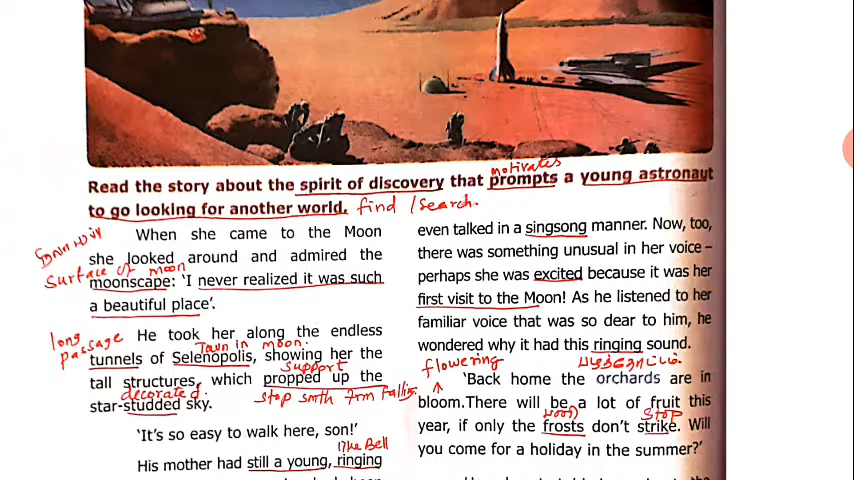 motivates
Read the story about the spirit of discovery that prompts a young astronaut
to go looking for another world. find / search.
When she came to the Moon
she looked around and admired the
surface of moon
moonscape: ‘I never realized it was such
a beautiful place’.
long
passage
He took her along the endless
Town in moon.
tunnels of Selenopolis, showing her the
support
tall structures, which propped up the
decorated.
stop smth from falling.
star-studded sky.
‘It’s so easy to walk here, son!’
like Bell
His mother had still a young, ringing
even talked in a singsong manner. Now, too,
there was something unusual in her voice –
perhaps she was excited because it was her
first visit to the Moon! As he listened to her
familiar voice that was so dear to him, he
wondered why it had this ringing sound.
flowering
பழத்தோட்டம்.
‘Back home the orchards are in
bloom.There will be a lot of fruit this
stop
year, if only the frosts don’t strike. Will
you come for a holiday in the summer?’